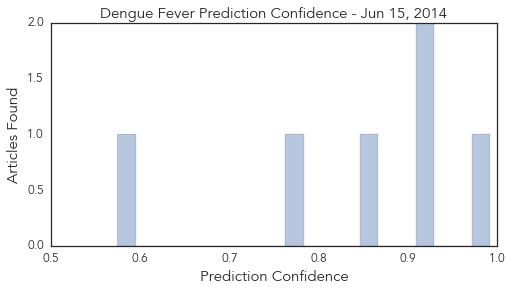 Dengue Fever Prediction Confidence - Jun 15, 2014
2.0
1.5
1.0
0.5
0.0
Articles Found
0.5 0.6 0.7 0.8 0.9 1.0
Prediction Confidence